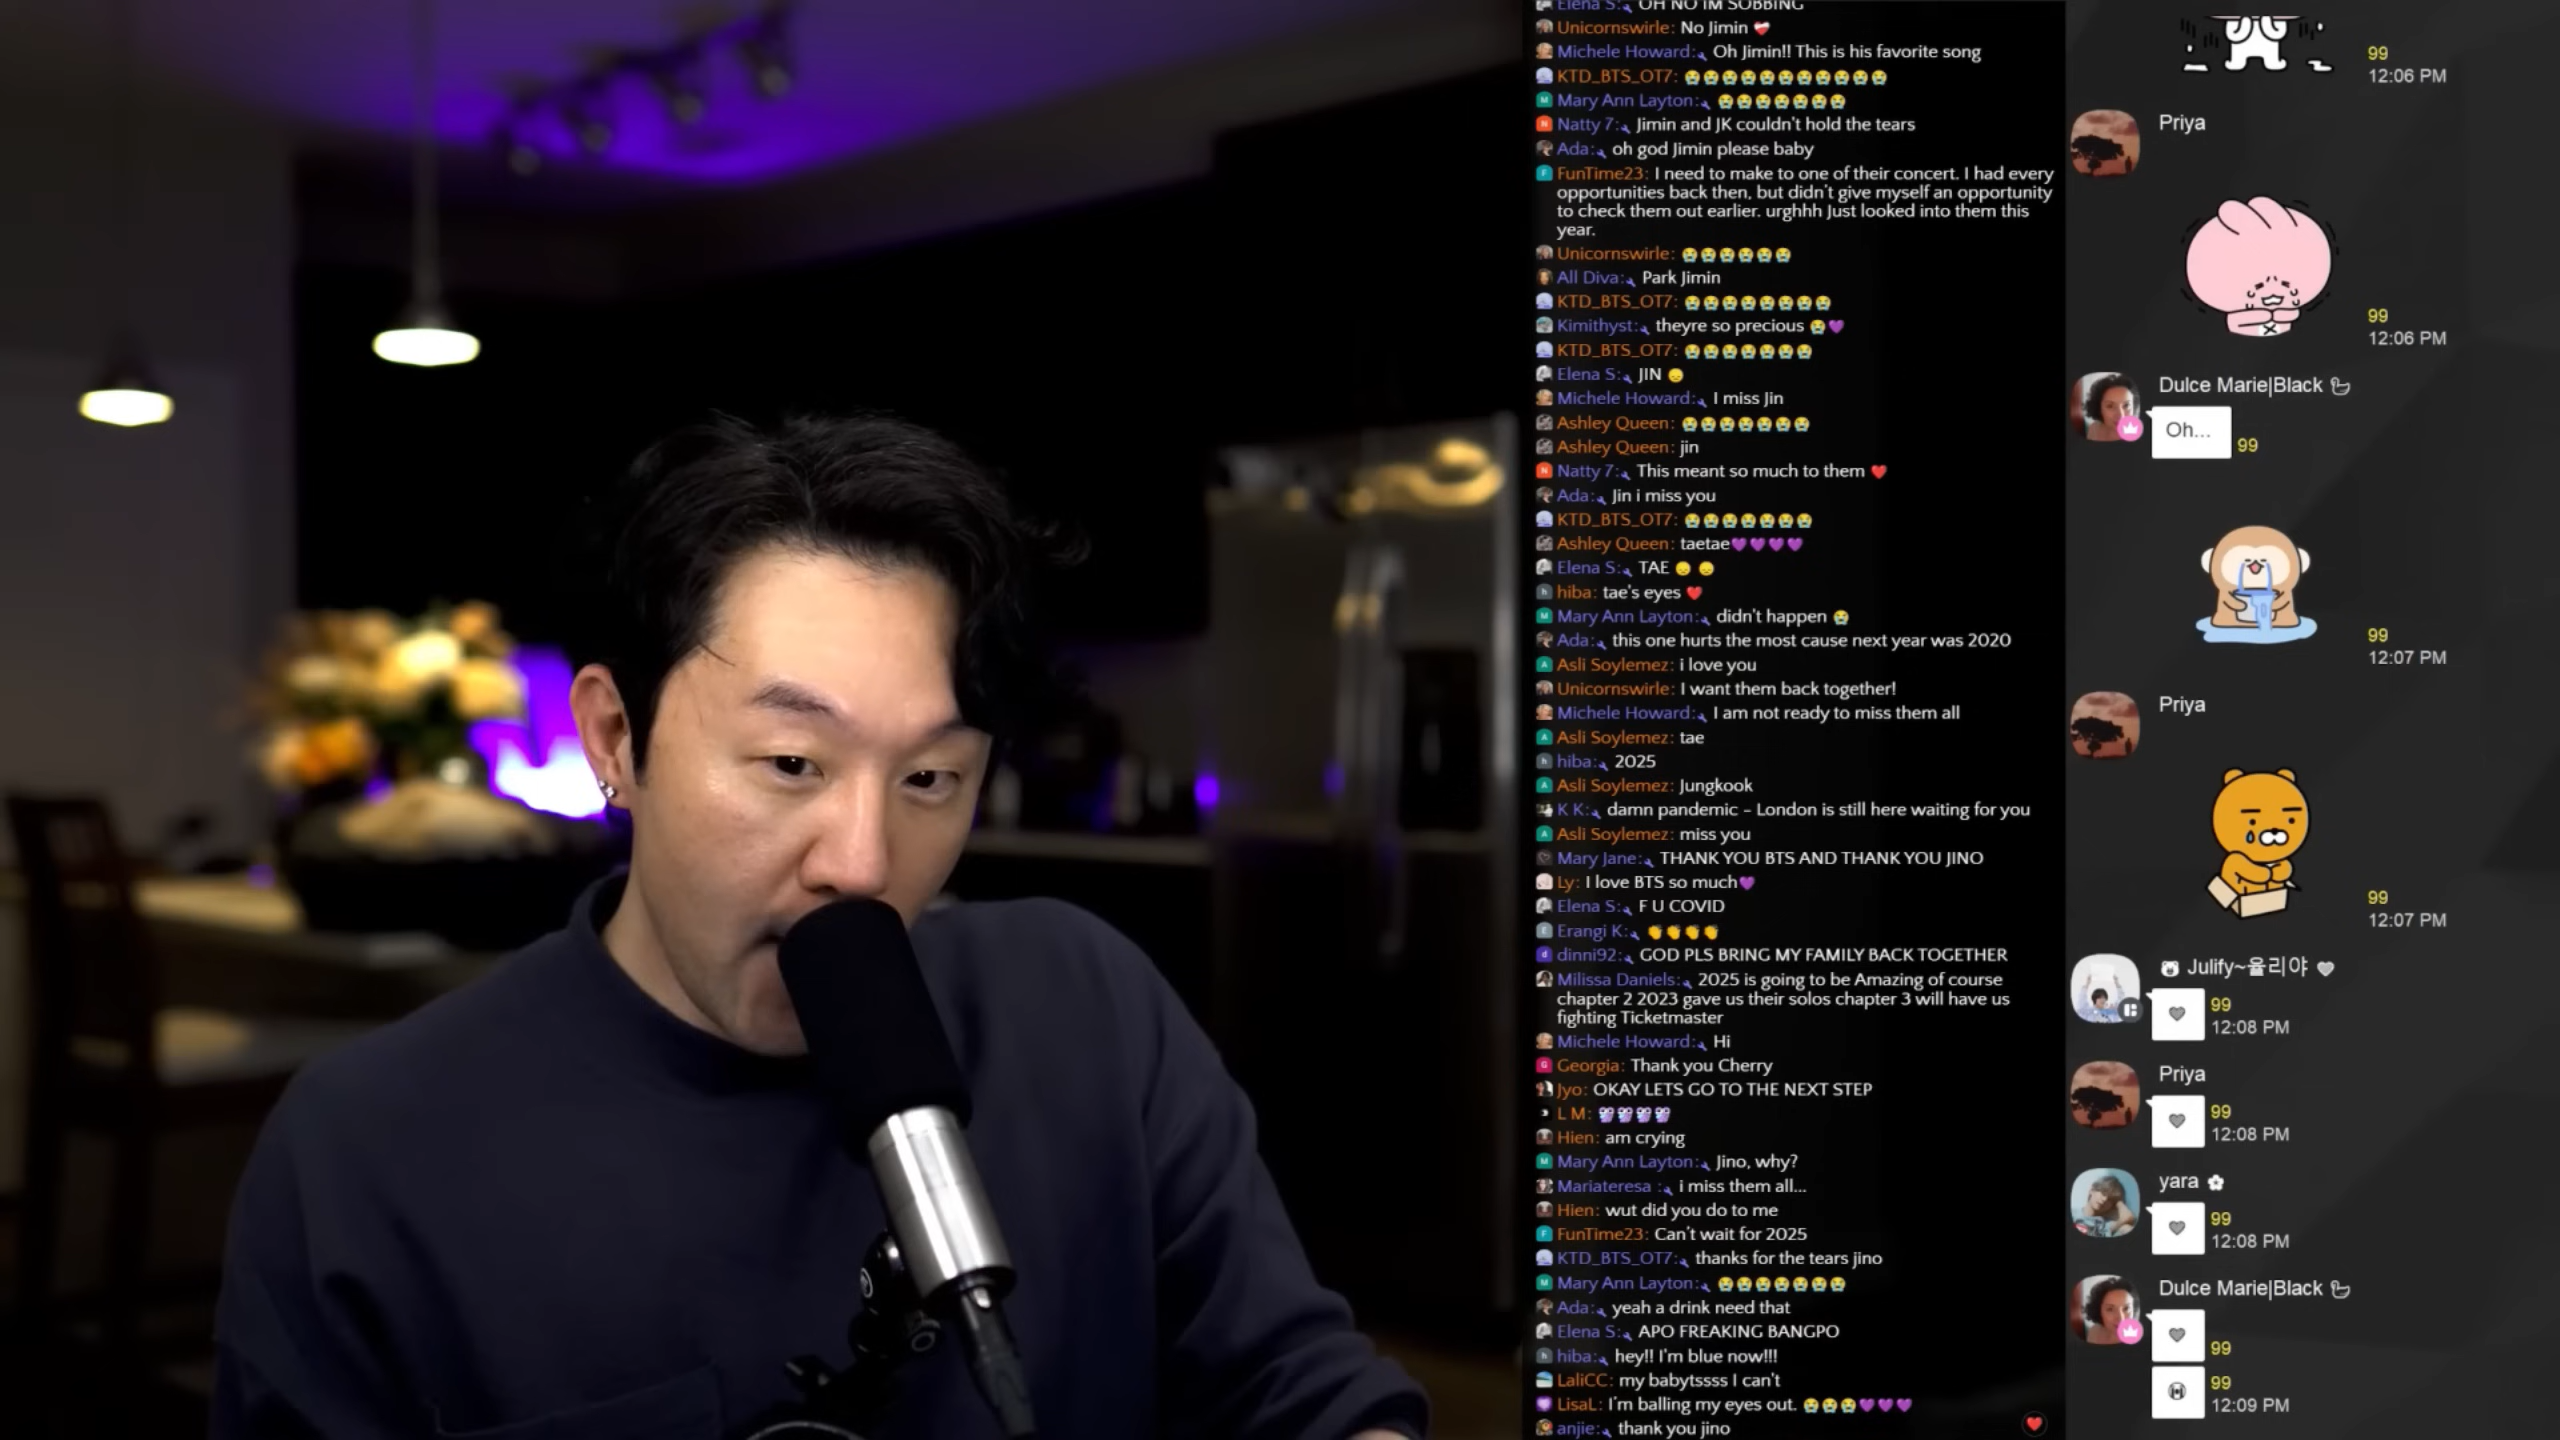 Elena S: OH NO IM SOBBING
Unicornswirle: No Jimin ❤️‍🩹
Michele Howard: Oh Jimin!! This is his favorite song
KTD_BTS_OT7: 😭😭😭😭😭😭😭😭😭😭😭
Mary Ann Layton: 😭😭😭😭😭😭😭
Natty 7: Jimin and JK couldn't hold the tears
Ada: oh god Jimin please baby
FunTime23: I need to make to one of their concert. I had every
opportunities back then, but didn't give myself an opportunity
to check them out earlier. urghhh Just looked into them this
year.
Unicornswirle: 😭😭😭😭😭😭
All Diva: Park Jimin
KTD_BTS_OT7: 😭😭😭😭😭😭😭😭
Kimithyst: theyre so precious 😭💜
KTD_BTS_OT7: 😭😭😭😭😭😭😭
Elena S: JIN 😞
Michele Howard: I miss Jin
Ashley Queen: 😭😭😭😭😭😭😭
Ashley Queen: jin
Natty 7: This meant so much to them ❤️
Ada: Jin i miss you
KTD_BTS_OT7: 😭😭😭😭😭😭😭
Ashley Queen: taetae💜💜💜💜
Elena S: TAE 😞 😞
hiba: tae's eyes ❤️
Mary Ann Layton: didn't happen 😭
Ada: this one hurts the most cause next year was 2020
Asli Soylemez: i love you
Unicornswirle: I want them back together!
Michele Howard: I am not ready to miss them all
Asli Soylemez: tae
hiba: 2025
Asli Soylemez: Jungkook
K K: damn pandemic - London is still here waiting for you
Asli Soylemez: miss you
Mary Jane: THANK YOU BTS AND THANK YOU JINO
Ly: I love BTS so much💜
Elena S: F U COVID
Erangi K: 👏👏👏👏
dinni92: GOD PLS BRING MY FAMILY BACK TOGETHER
Milissa Daniels: 2025 is going to be Amazing of course
chapter 2 2023 gave us their solos chapter 3 will have us
fighting Ticketmaster
Michele Howard: Hi
Georgia: Thank you Cherry
Jyo: OKAY LETS GO TO THE NEXT STEP
L M: 🐨🐨🐨🐨
Hien: am crying
Mary Ann Layton: Jino, why?
Mariateresa : i miss them all...
Hien: wut did you do to me
FunTime23: Can't wait for 2025
KTD_BTS_OT7: thanks for the tears jino
Mary Ann Layton: 😭😭😭😭😭😭😭
Ada: yeah a drink need that
Elena S: APO FREAKING BANGPO
hiba: hey!! I'm blue now!!!
LaliCC: my babytssss I can't
LisaL: I'm balling my eyes out. 😭😭😭💜💜💜
anjie: thank you jino
99
12:06 PM
Priya
99
12:06 PM
Dulce Marie|Black
Oh...
99
99
12:07 PM
Priya
99
12:07 PM
Julify~율리야
99
12:08 PM
Priya
99
12:08 PM
yara
99
12:08 PM
Dulce Marie|Black
99
99
12:09 PM